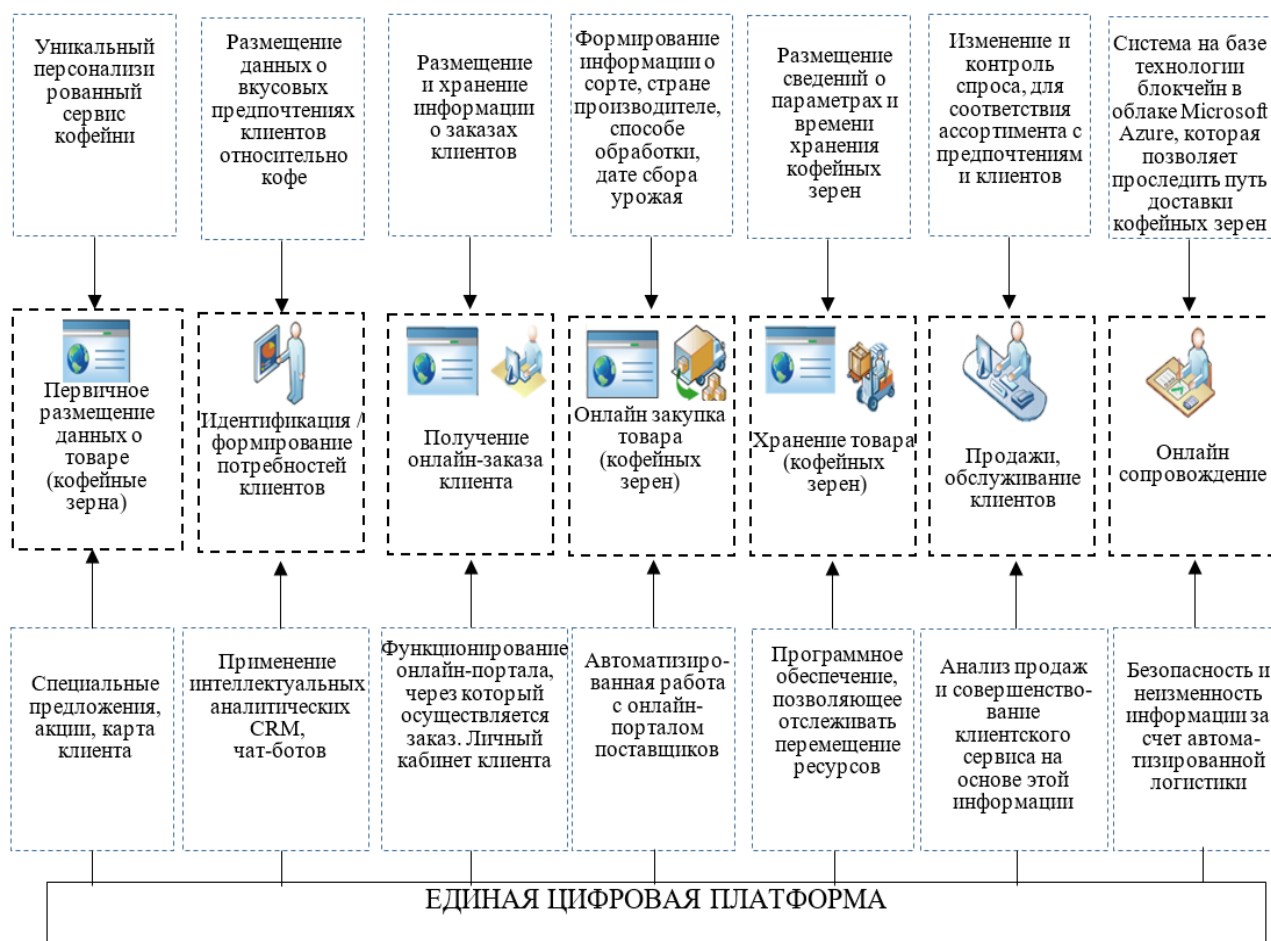 Уникальный
персонализи
рованный
сервис
кофейни
Размещение
данных о
вкусовых
предпочтениях
клиентов
относительно
кофе
Размещение
и хранение
информации
о заказах
клиентов
Формирование
информации о
сорте, стране
производителе,
способе
обработки,
дате сбора
урожая
Размещение
сведений о
параметрах и
времени
хранения
кофейных
зерен
Изменение и
контроль
спроса, для
соответствия
ассортимента с
предпочтениям
и клиентов
Система на базе
технологии
блокчейн в
облаке Microsoft
Azure, которая
позволяет
проследить путь
доставки
кофейных зерен
Первичное
размещение
данных о
товаре
(кофейные
зерна)
Идентификация /
формирование
потребностей
клиентов
Получение
онлайн-заказа
клиента
Онлайн закупка
товара
(кофейных
зерен)
Хранение товара
(кофейных
зерен)
Продажи,
обслуживание
клиентов
Онлайн
сопровождение
Специальные
предложения,
акции, карта
клиента
Применение
интеллектуальных
аналитических
CRM,
чат-ботов
Функционирование
онлайн-портала,
через который
осуществляется
заказ. Личный
кабинет клиента
Автоматизиро-
ванная работа
с онлайн-
порталом
поставщиков
Программное
обеспечение,
позволяющее
отслеживать
перемещение
ресурсов
Анализ продаж
и совершенство-
вание
клиентского
сервиса на
основе этой
информации
Безопасность и
неизменность
информации за
счет автома-
тизированной
логистики
ЕДИНАЯ ЦИФРОВАЯ ПЛАТФОРМА